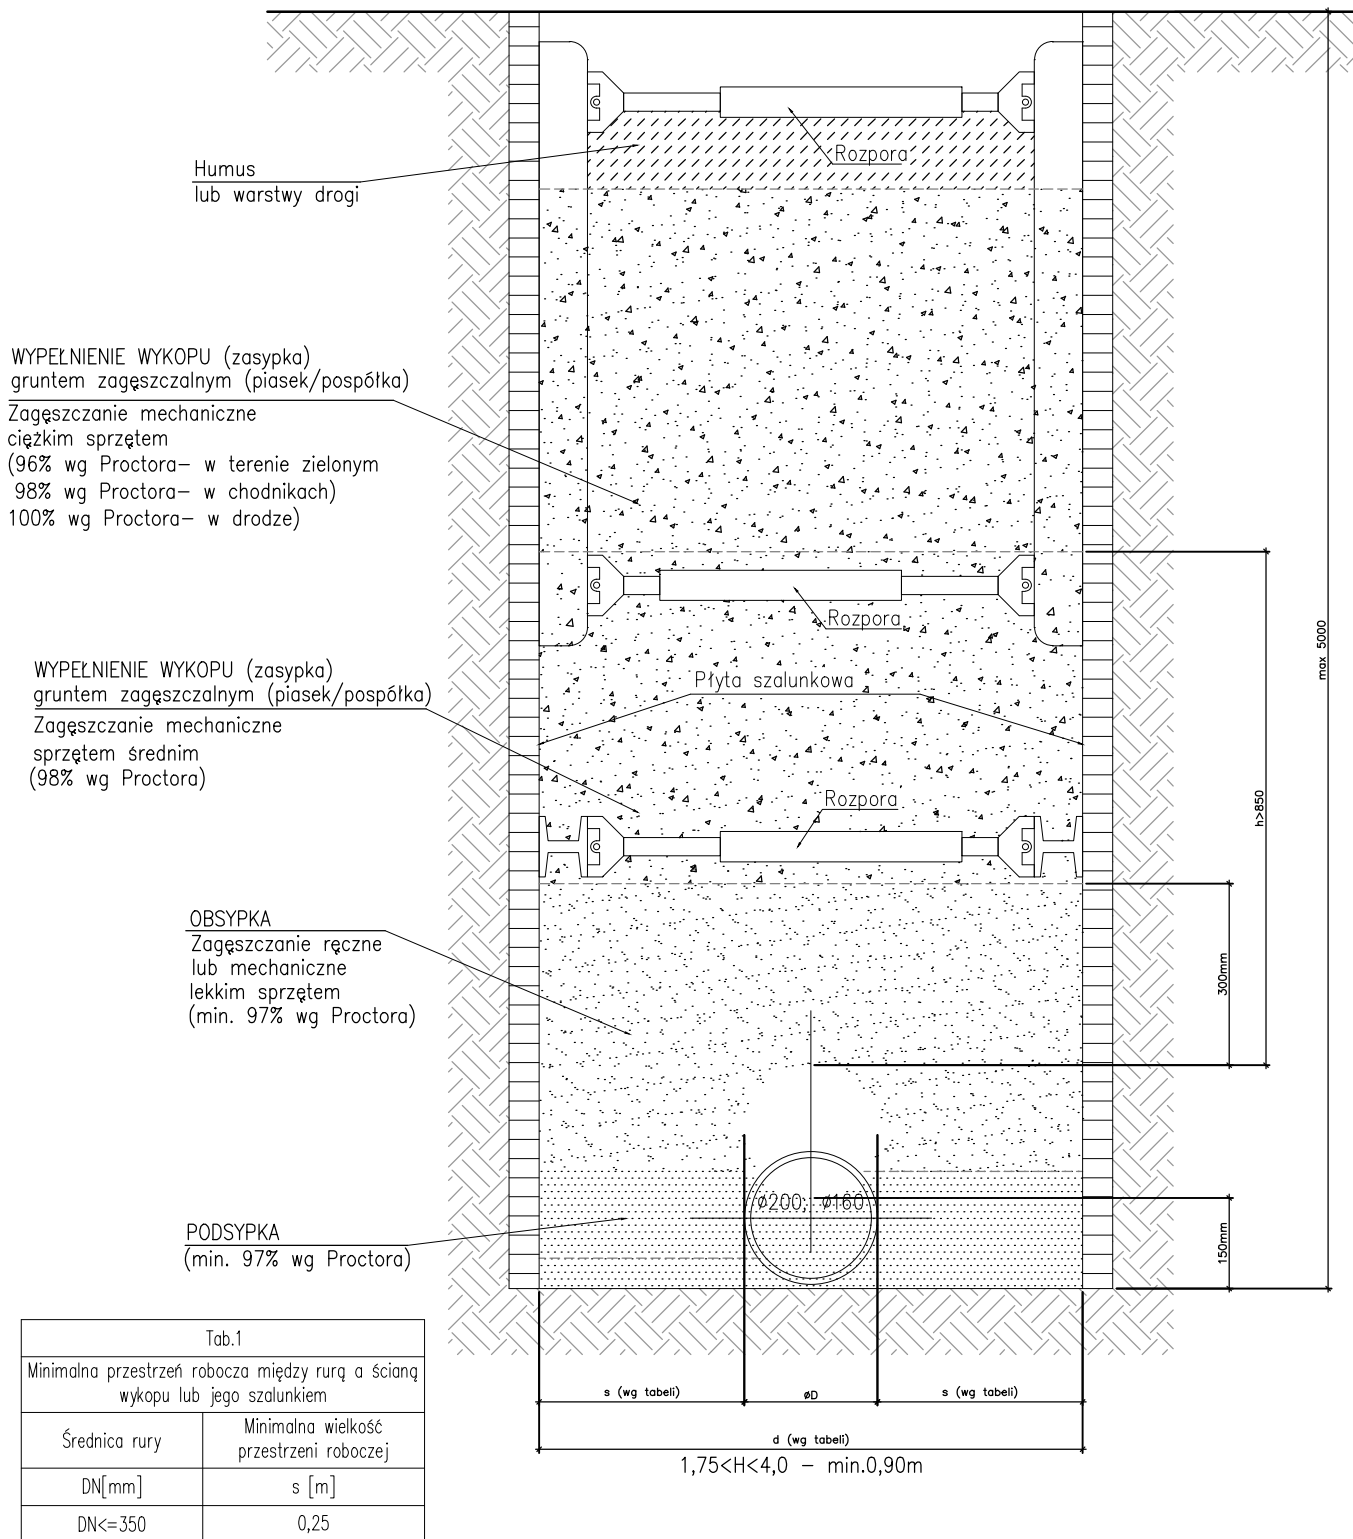 Rozpora
Humus
lub warstwy drogi
WYPEŁNIENIE WYKOPU (zasypka)
gruntem zagęszczalnym (piasek/pospółka)
Zagęszczanie mechaniczne
ciężkim sprzętem
(96% wg Proctora– w terenie zielonym
98% wg Proctora– w chodnikach)
100% wg Proctora– w drodze)
Rozpora
max 5000
WYPEŁNIENIE WYKOPU (zasypka)
gruntem zagęszczalnym (piasek/pospółka)
Zagęszczanie mechaniczne
sprzętem średnim
(98% wg Proctora)
Płyta szalunkowa
Rozpora
h>850
OBSYPKA
Zagęszczanie ręczne
lub mechaniczne
lekkim sprzętem
(min. 97% wg Proctora)
300mm
ø200; ø160
PODSYPKA
(min. 97% wg Proctora)
150mm
s (wg tabeli)
øD
s (wg tabeli)
d (wg tabeli)
1,75<H<4,0 – min.0,90m
Tab.1
Minimalna przestrzeń robocza między rurą a ścianą
wykopu lub jego szalunkiem
Średnica rury
Minimalna wielkość
przestrzeni roboczej
DN[mm]
s [m]
DN<=350
0,25